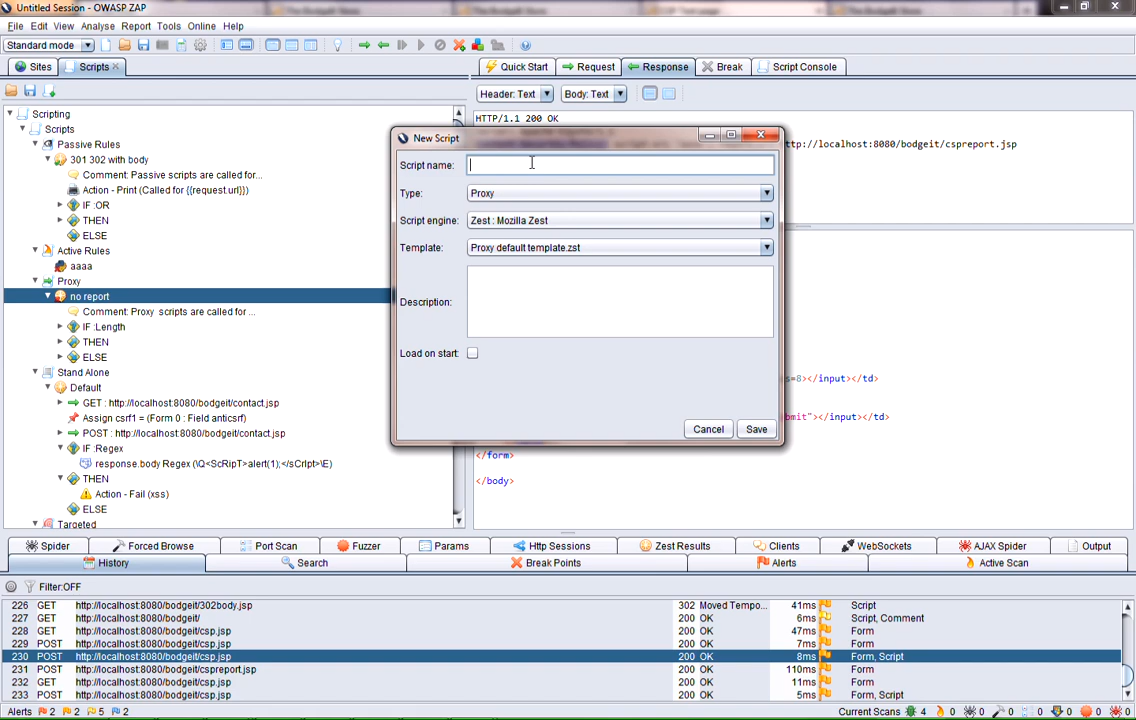 Untitled Session - OWASP ZAP
File Edit View Analyse Report Tools Online Help
Standard mode
Sites Scripts
Quick Start Request Response Break Script Console
Header: Text Body: Text
HTTP/1.1 200 OK
http://localhost:8080/bodgeit/cspreport.jsp
Scripting
Scripts
Passive Rules
301 302 with body
Comment: Passive scripts are called for...
Action - Print (Called for {{request.url}})
IF :OR
THEN
ELSE
Active Rules
aaaa
Proxy
no report
Comment: Proxy scripts are called for ...
IF :Length
THEN
ELSE
Stand Alone
Default
GET : http://localhost:8080/bodgeit/contact.jsp
Assign csrf1 = (Form 0 : Field anticsrf)
POST : http://localhost:8080/bodgeit/contact.jsp
IF :Regex
response.body Regex (\Q<ScRipT>alert(1);</sCrIpt>\E)
THEN
Action - Fail (xss)
ELSE
Targeted
New Script
Script name:
Type: Proxy
Script engine: Zest : Mozilla Zest
Template: Proxy default template.zst
Description:
Load on start:
Cancel Save
s=8></input></td>
bmit"></input></td>
</form>
</body>
Spider Forced Browse Port Scan Fuzzer Params Http Sessions Zest Results Clients WebSockets AJAX Spider Output
History Search Break Points Alerts Active Scan
Filter:OFF
226 GET http://localhost:8080/bodgeit/302body.jsp 302 Moved Tempo... 41ms Script
227 GET http://localhost:8080/bodgeit/ 200 OK 6ms Script, Comment
228 GET http://localhost:8080/bodgeit/csp.jsp 200 OK 47ms Form
229 POST http://localhost:8080/bodgeit/csp.jsp 200 OK 7ms Form
230 POST http://localhost:8080/bodgeit/csp.jsp 200 OK 8ms Form, Script
231 POST http://localhost:8080/bodgeit/cspreport.jsp 200 OK 110ms Form
232 GET http://localhost:8080/bodgeit/csp.jsp 200 OK 11ms Form
233 POST http://localhost:8080/bodgeit/csp.jsp 200 OK 5ms Form, Script
Alerts 2 2 5 2 Current Scans 4 0 0 0 0 0 0 0